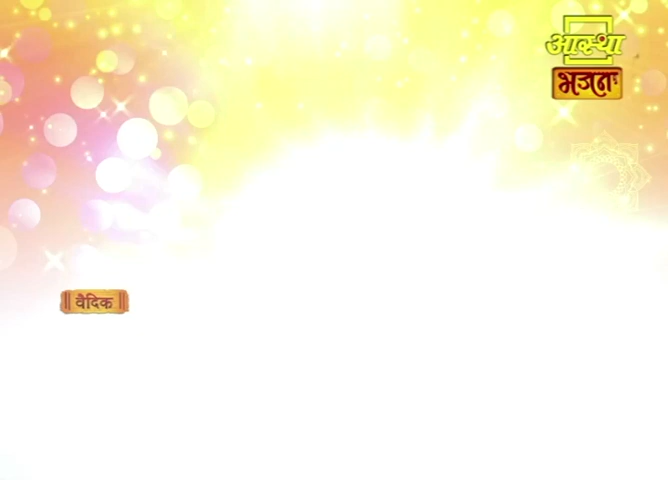 आस्था
भजन
॥ वैदिक ॥